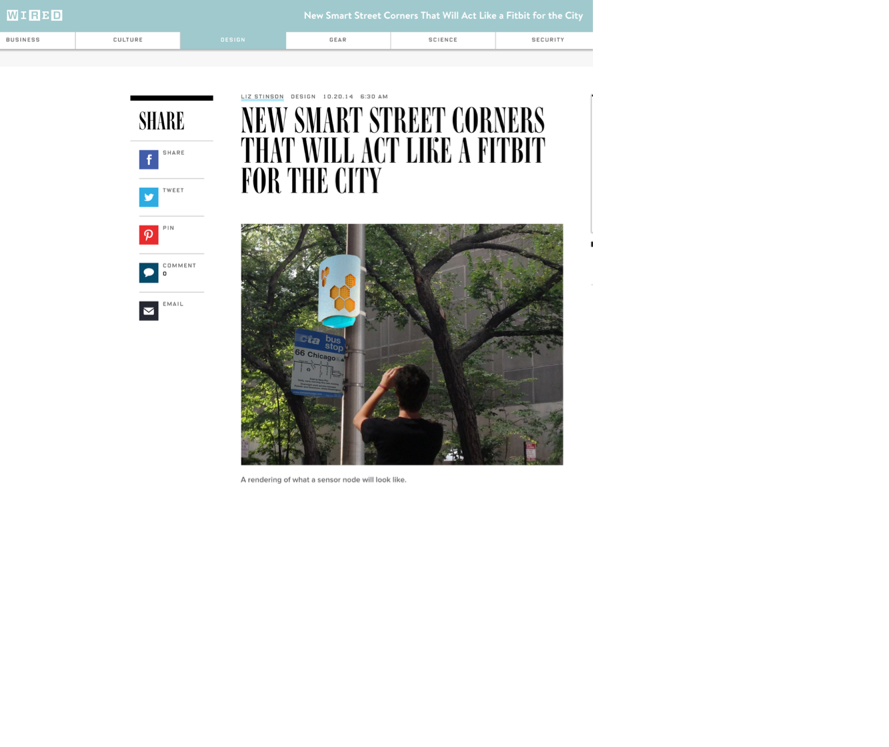 WIRED
New Smart Street Corners That Will Act Like a Fitbit for the City
BUSINESS
CULTURE
DESIGN
GEAR
SCIENCE
SECURITY
LIZ STINSON DESIGN 10.20.14 6:30 AM
NEW SMART STREET CORNERS
THAT WILL ACT LIKE A FITBIT
FOR THE CITY
SHARE
SHARE
TWEET
PIN
COMMENT
0
EMAIL
cta bus
stop
66 Chicago
A rendering of what a sensor node will look like.